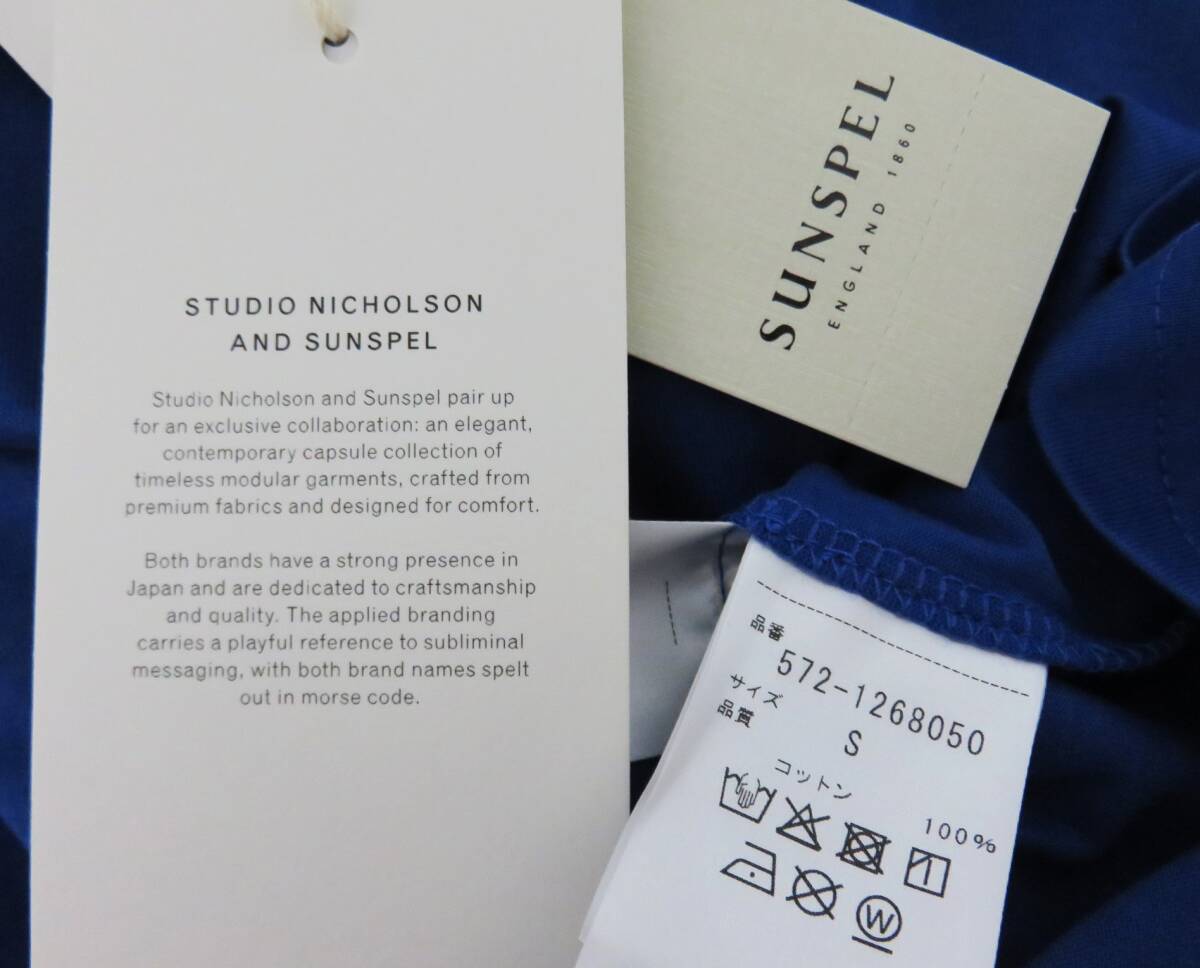 STUDIO NICHOLSON
AND SUNSPEL
Studio Nicholson and Sunspel pair up
for an exclusive collaboration: an elegant,
contemporary capsule collection of
timeless modular garments, crafted from
premium fabrics and designed for comfort.
Both brands have a strong presence in
Japan and are dedicated to craftsmanship
and quality. The applied branding
carries a playful reference to subliminal
messaging, with both brand names spelt
out in morse code.
SUNSPEL
ENGLAND 1860
品番
572-1268050
サイズ
S
品質
コットン
100%
W